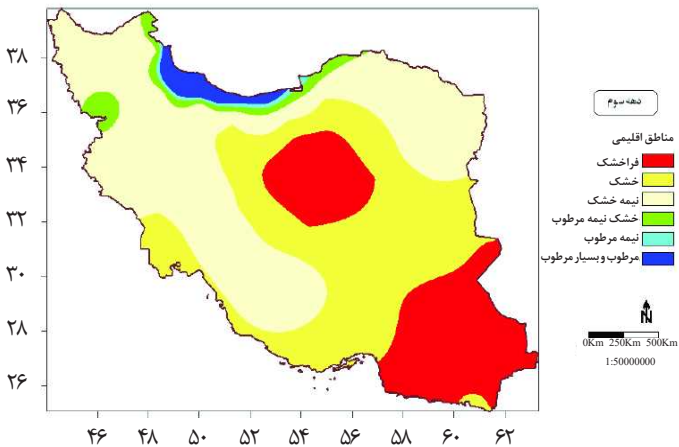 ۳۸
۳۶
۳۴
۳۲
۳۰
۲۸
۲۶
۴۶ ۴۸ ۵۰ ۵۲ ۵۴ ۵۶ ۵۸ ۶۰ ۶۲
دهه سوم
مناطق اقلیمی
فراخشک
خشک
نیمه خشک
خشک نیمه مرطوب
نیمه مرطوب
مرطوب و بسیار مرطوب
N
0Km 250Km 500Km
1:50000000